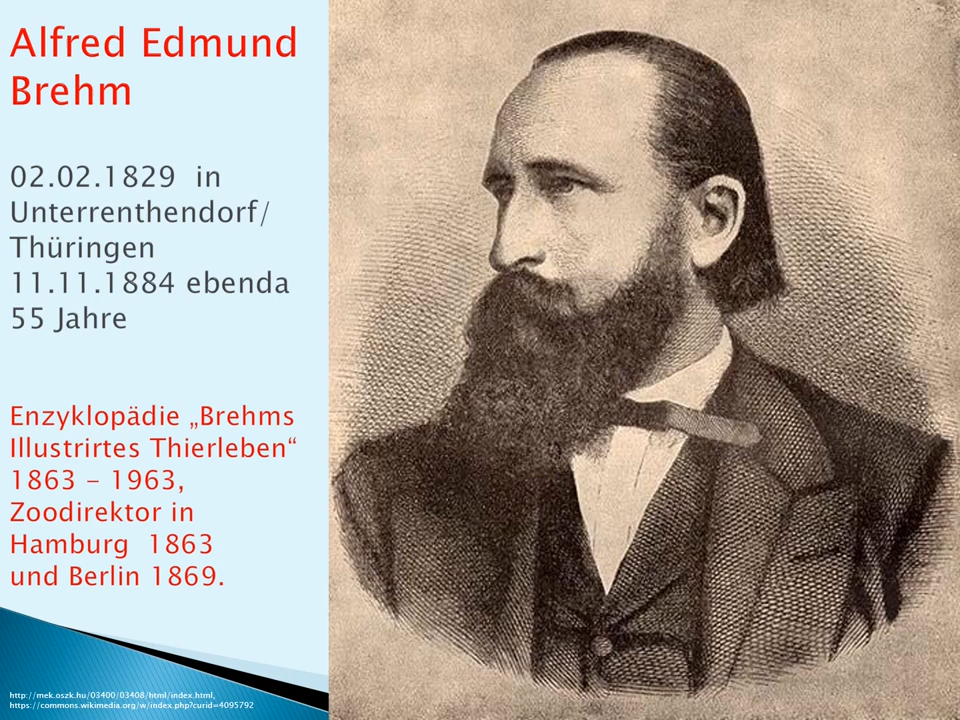 Alfred Edmund
Brehm
02.02.1829 in
Unterrenthendorf/
Thüringen
11.11.1884 ebenda
55 Jahre
Enzyklopädie „Brehms
Illustrirtes Thierleben“
1863 - 1963,
Zoodirektor in
Hamburg 1863
und Berlin 1869.
http://mek.oszk.hu/03400/03408/html/index.html,
https://commons.wikimedia.org/w/index.php?curid=4095792